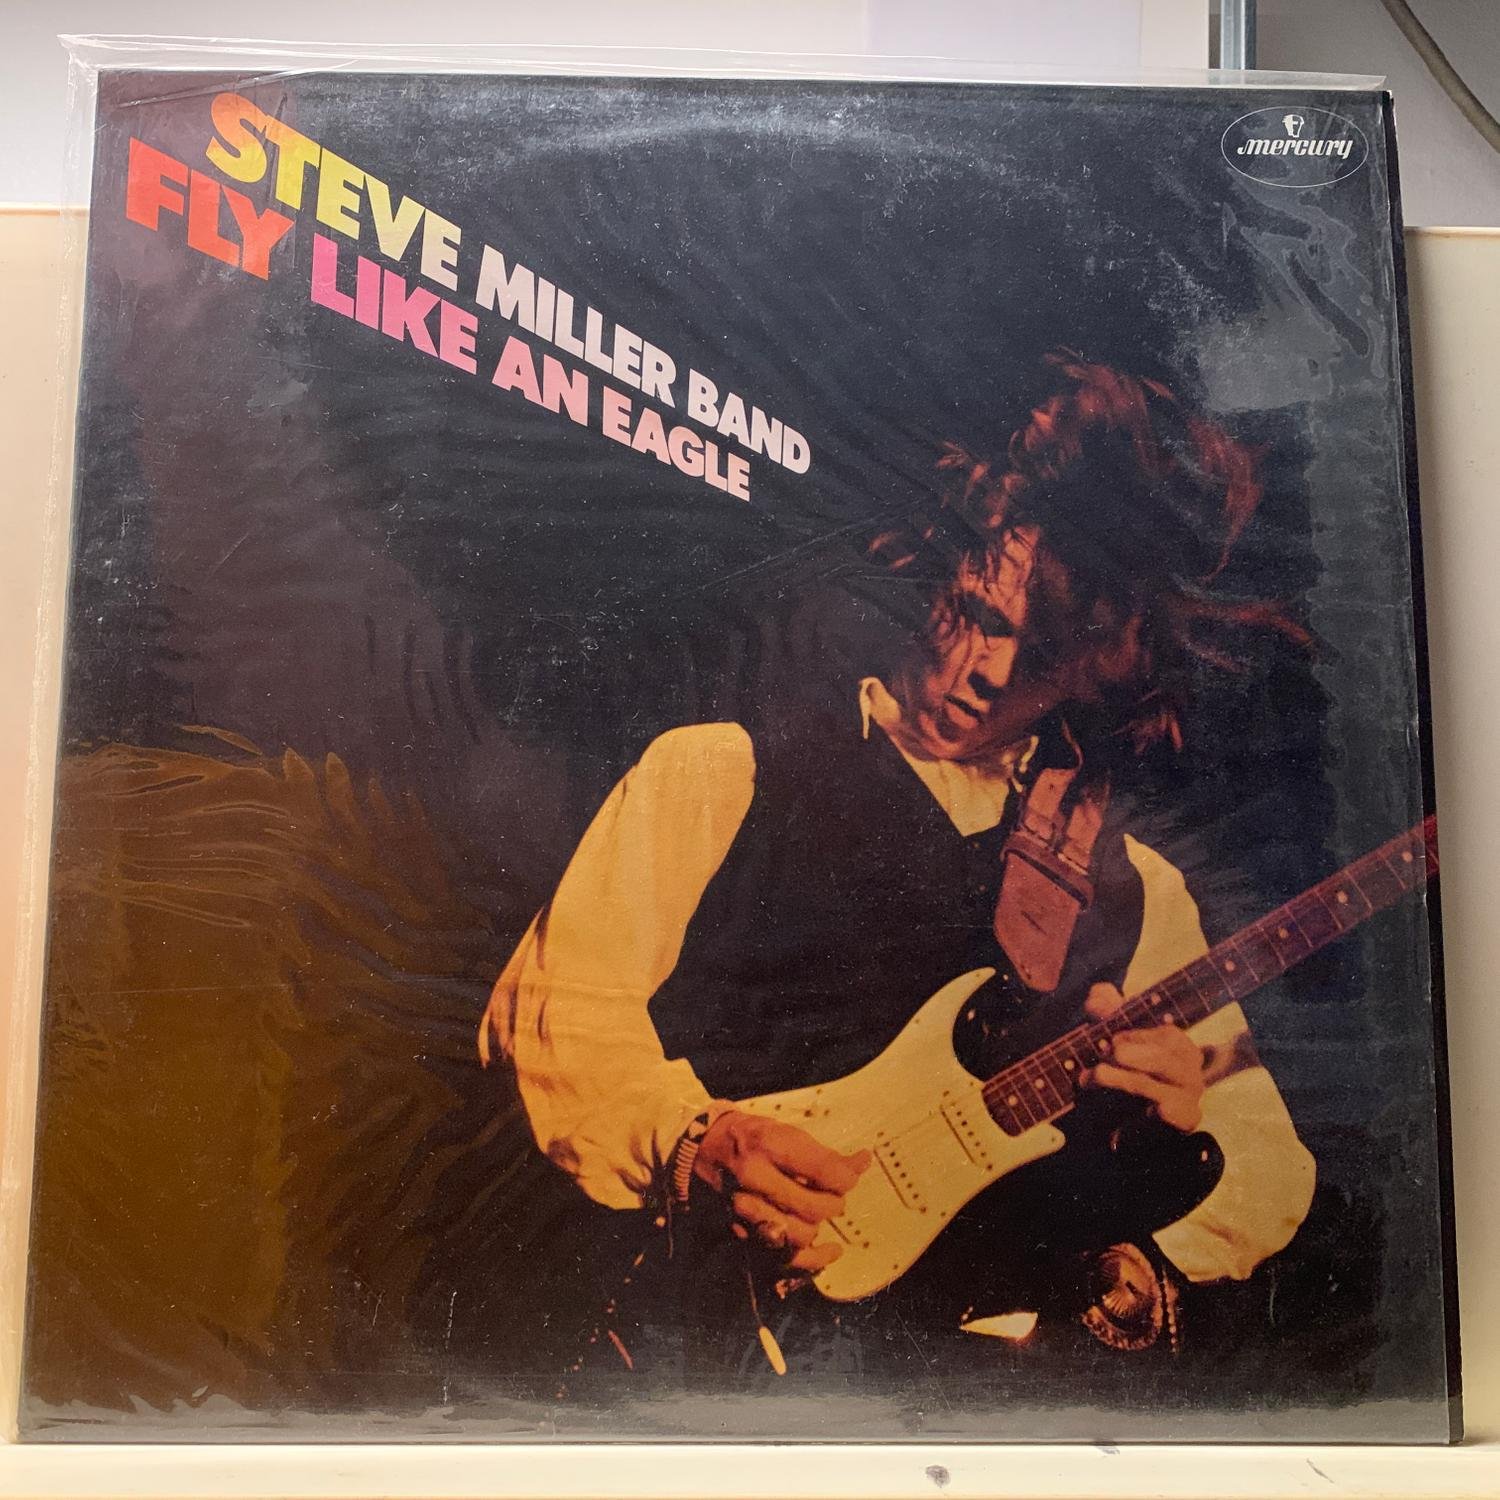 STEVE MILLER BAND
FLY LIKE AN EAGLE
mercury